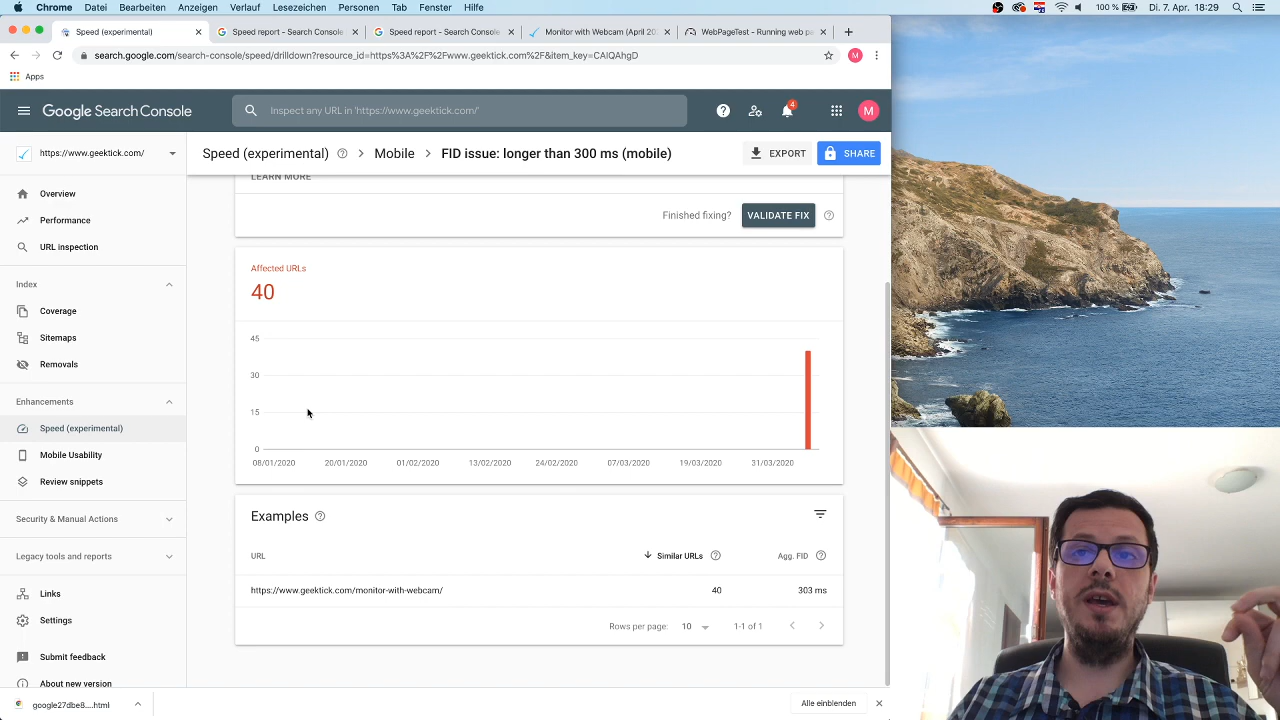 Chrome Datei Bearbeiten Ansicht Verlauf Lesezeichen Personen Tab Fenster Hilfe 100 % Di. 7. Apr. 18:29
Speed (experimental) Speed report - Search Console Speed report - Search Console Monitor with Webcam (April 20 WebPageTest - Running web p
search.google.com/search-console/speed/drilldown?resource_id=https%3A%2F%2Fwww.geektick.com%2F&item_key=CAIQAhgD M
Apps
Google Search Console Inspect any URL in 'https://www.geektick.com/' 4 M
https://www.geektick.com/ Speed (experimental) Mobile FID issue: longer than 300 ms (mobile) EXPORT SHARE
LEARN MORE
Overview
Finished fixing? VALIDATE FIX
Performance
URL inspection
Affected URLs
Index
40
Coverage
Sitemaps
45
Removals
30
Enhancements
15
Speed (experimental)
0
Mobile Usability
08/01/2020 20/01/2020 01/02/2020 13/02/2020 24/02/2020 07/03/2020 19/03/2020 31/03/2020
Review snippets
Security & Manual Actions
Examples
Legacy tools and reports
URL Similar URLs Agg. FID
Links
https://www.geektick.com/monitor-with-webcam/ 40 303 ms
Settings
Rows per page: 10 1-1 of 1
Submit feedback
About new version
google27dbe8....html Alle einblenden